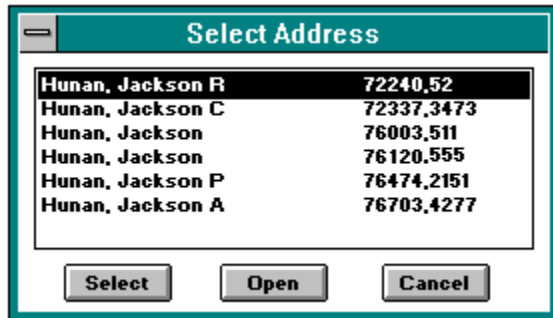 Select Address
Hunan, Jackson R 72240,52
Hunan, Jackson C 72337,3473
Hunan, Jackson 76003,511
Hunan, Jackson 76120,555
Hunan, Jackson P 76474,2151
Hunan, Jackson A 76703,4277
Select Open Cancel